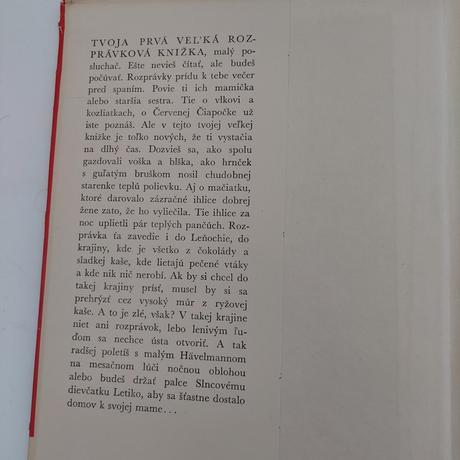 TVOJA PRVÁ VEĽKÁ ROZ-
PRÁVKOVÁ KNIŽKA, malý po-
sluchač. Ešte nevieš čítať, ale budeš
počúvať. Rozprávky prídu k tebe večer
pred spaním. Povie ti ich mamička
alebo staršia sestra. Tie o vlkovi a
kozliatkach, o Červenej Čiapočke už
iste poznáš. Ale v tejto tvojej veľkej
knižke je toľko nových, že ti vystačia
na dlhý čas. Dozvieš sa, ako spolu
gazdovali voška a blška, ako hrnček
s guľatým bruškom nosil chudobnej
starenke teplú polievku. Aj o mačiatku,
ktoré darovalo zázračné ihlice dobrej
žene zato, že ho vyliečila. Tie ihlice za
noc uplietli pár teplých pančúch. Roz-
právka ťa zavedie i do Leňochie, do
krajiny, kde je všetko z čokolády a
sladkej kaše, kde lietajú pečené vtáky
a kde nik nič nerobí. Ak by si chcel do
takej krajiny prísť, musel by si sa
prehrýzť cez vysoký múr z ryžovej
kaše. A to je zlé, však? V takej krajine
niet ani rozprávok, lebo lenivým ľu-
ďom sa nechce ústa otvoriť. A tak
radšej poletíš s malým Hävelmannom
na mesačnom lúči nočnou oblohou
alebo budeš držať palce Slncovému
dievčatku Letiko, aby sa šťastne dostalo
domov k svojej mame...